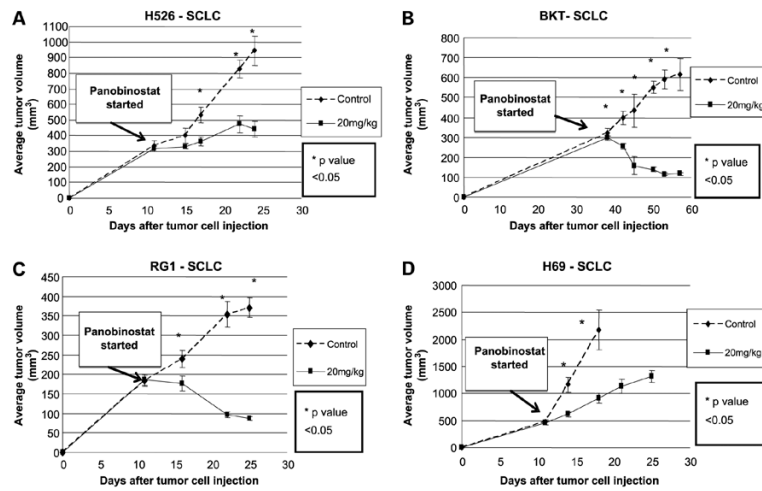 A
H526 - SCLC
Average tumor volume
(mm3)
1100
1000
900
800
700
600
500
400
300
200
100
0
Panobinostat
started
*
*
*
Control
20mg/kg
* p value
<0.05
0
5
10
15
20
25
30
Days after tumor cell injection
B
BKT- SCLC
Average tumor volume
(mm3)
800
700
600
500
400
300
200
100
0
Panobinostat
started
*
*
*
*
*
Control
20mg/kg
* p value
<0.05
0
10
20
30
40
50
60
Days after tumor cell injection
C
RG1 - SCLC
Average tumor volume
(mm3)
450
400
350
300
250
200
150
100
50
0
Panobinostat
started
*
*
*
Control
20mg/kg
* p value
<0.05
0
5
10
15
20
25
30
Days after tumor cell injection
D
H69 - SCLC
Average tumor volume
(mm3)
3000
2500
2000
1500
1000
500
0
Panobinostat
started
*
*
Control
20mg/kg
* p value
<0.05
0
5
10
15
20
25
30
Days after tumor cell injection